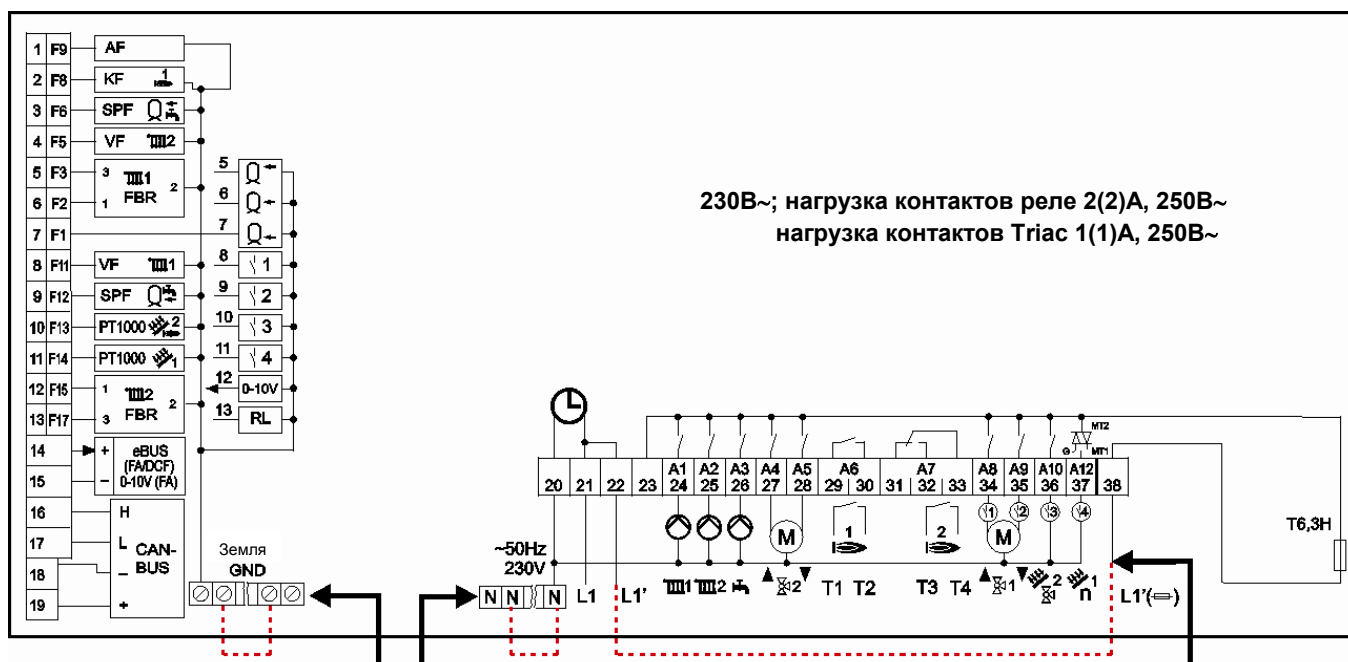 230В~; нагрузка контактов реле 2(2)А, 250В~
нагрузка контактов Triac 1(1)А, 250В~
1 F9 AF
2 F8 KF 1
3 F6 SPF
4 F5 VF 2
5 F3 3 1 2
6 F2 1 FBR
7 F1
8 F11 VF 1
9 F12 SPF
10 F13 PT1000 2
11 F14 PT1000 1
12 F15 1 2 2
13 F17 3 FBR
14 + eBUS
(FA/DCF)
15 – 0-10V (FA)
16 H
17 L CAN-
18 – BUS
19 +
5
6
7
8 1
9 2
10 3
11 4
12 0-10V
13 RL
Земля
GND
MT2
G MT1
A1 A2 A3 A4 A5 A6 A7 A8 A9 A10 A12
20 21 22 23 24 25 26 27 28 29 30 31 32 33 34 35 36 37 38
1 2 3 4
M 1 2 M
T6,3H
~50Hz
230V
N N N L1 L1' 1 2 2 T1 T2 T3 T4 1 2 1 n L1'( )